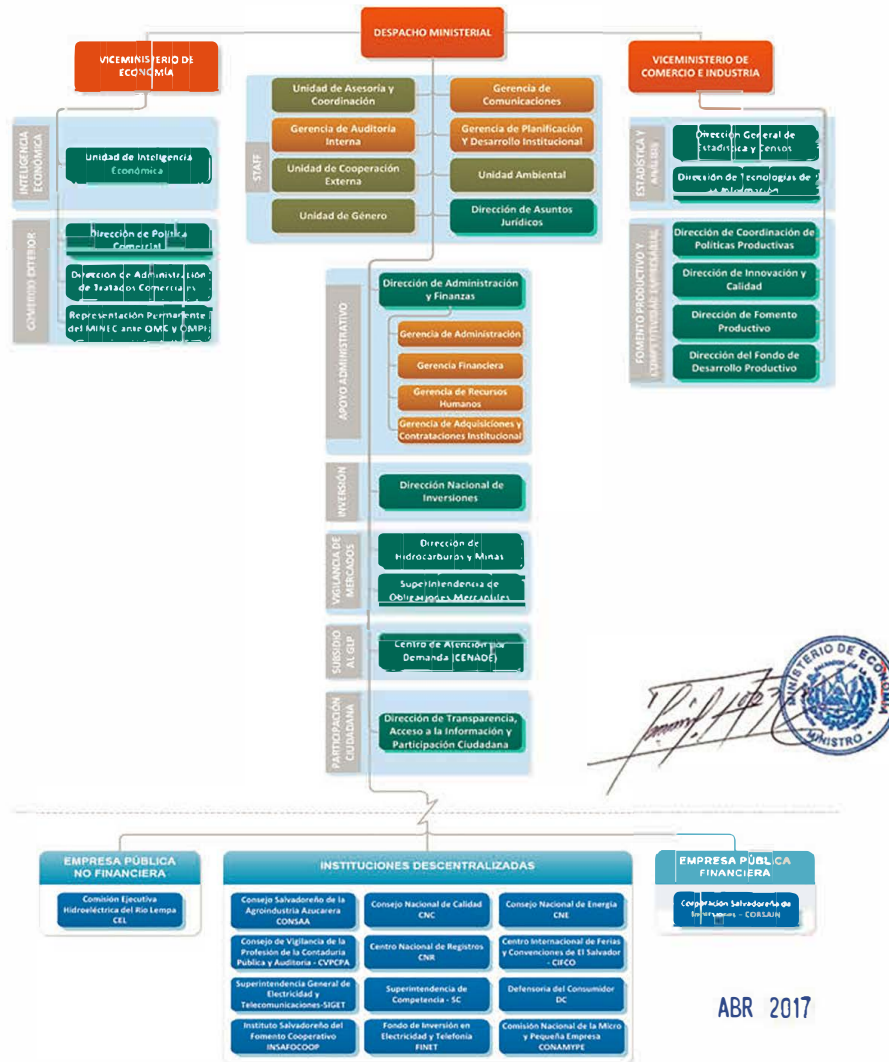 DESPACHO MINISTERIAL
VICEMINISTERIO DE
ECONOMÍA
VICEMINISTERIO DE
COMERCIO E INDUSTRIA
INTELIGENCIA
ECONÓMICA
Unidad de Inteligencia
Económica
COMERCIO EXTERIOR
Dirección de Política
Comercial
Dirección de Administración
de Tratados Comerciales
Representación Permanente
del MINEC ante OMC y OMPI
STAFF
Unidad de Asesoría y
Coordinación
Gerencia de
Comunicaciones
Gerencia de Auditoría
Interna
Gerencia de Planificación
Y Desarrollo Institucional
Unidad de Cooperación
Externa
Unidad Ambiental
Unidad de Género
Dirección de Asuntos
Jurídicos
ESTADÍSTICA Y
ANÁLISIS
Dirección General de
Estadística y Censos
Dirección de Tecnologías de
Información
FOMENTO PRODUCTIVO Y
COMPETITIVIDAD EMPRESARIAL
Dirección de Coordinación de
Políticas Productivas
Dirección de Innovación y
Calidad
Dirección de Fomento
Productivo
Dirección del Fondo de
Desarrollo Productivo
APOYO ADMINISTRATIVO
Dirección de Administración
y Finanzas
Gerencia de Administración
Gerencia Financiera
Gerencia de Recursos
Humanos
Gerencia de Adquisiciones y
Contrataciones Institucional
INVERSIÓN
Dirección Nacional de
Inversiones
VIGILANCIA DE
MERCADOS
Dirección de
Hidrocarburos y Minas
Superintendencia de
Obligaciones Mercantiles
SUBSIDIO
AL GLP
Centro de Atención por
Demanda (CENADE)
PARTICIPACIÓN
CIUDADANA
Dirección de Transparencia,
Acceso a la Información y
Participación Ciudadana
MINISTERIO DE ECONOMIA
MINISTRO
EMPRESA PÚBLICA
NO FINANCIERA
Comisión Ejecutiva
Hidroeléctrica del Río Lempa
CEL
INSTITUCIONES DESCENTRALIZADAS
Consejo Salvadoreño de la
Agroindustria Azucarera
CONSAA
Consejo Nacional de Calidad
CNC
Consejo Nacional de Energía
CNE
Consejo de Vigilancia de la
Profesión de la Contaduría
Pública y Auditoría - CVPCPA
Centro Nacional de Registros
CNR
Centro Internacional de Ferias
y Convenciones de El Salvador
- CIFCO
Superintendencia General de
Electricidad y
Telecomunicaciones-SIGET
Superintendencia de
Competencia - SC
Defensoría del Consumidor
DC
Instituto Salvadoreño del
Fomento Cooperativo
INSAFOCOOP
Fondo de Inversión en
Electricidad y Telefonía
FINET
Comisión Nacional de la Micro
y Pequeña Empresa
CONAMYPE
EMPRESA PÚBLICA
FINANCIERA
Corporación Salvadoreña de
Inversiones - CORSAIN
ABR 2017